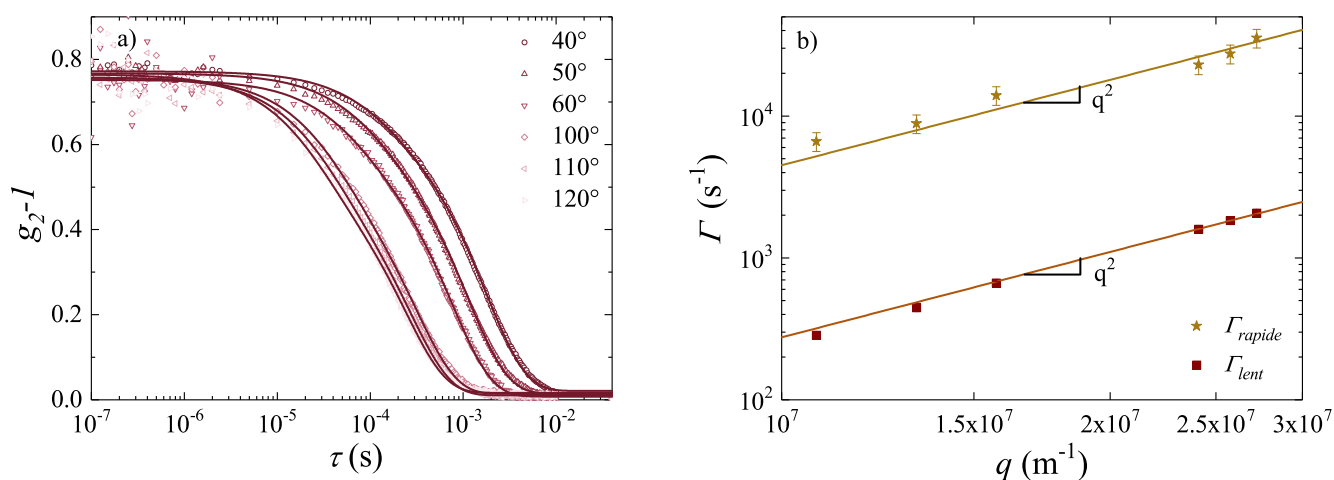 a)
0.8
0.6
0.4
0.2
0.0
g₂-1
10⁻⁷ 10⁻⁶ 10⁻⁵ 10⁻⁴ 10⁻³ 10⁻²
τ (s)
40°
50°
60°
100°
110°
120°
b)
10⁴
10³
10²
Γ (s⁻¹)
q²
q²
Γrapide
Γlent
10⁷ 1.5x10⁷ 2x10⁷ 2.5x10⁷ 3x10⁷
q (m⁻¹)